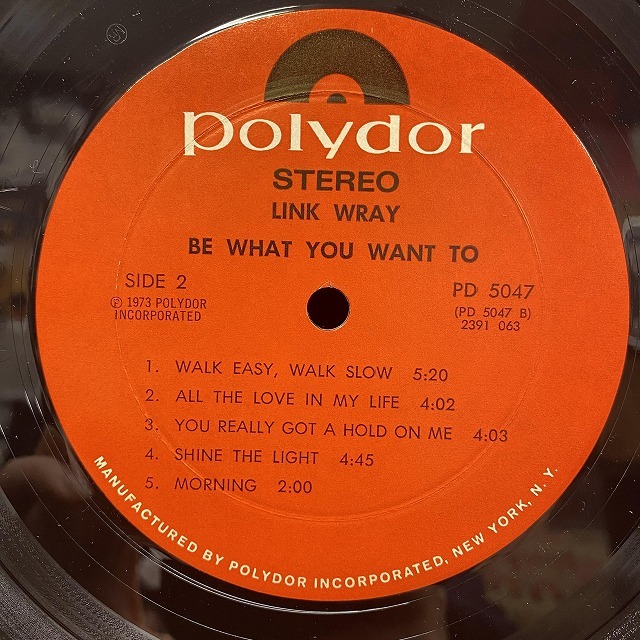 polydor
STEREO
LINK WRAY
BE WHAT YOU WANT TO
SIDE 2
℗ 1973 POLYDOR
INCORPORATED
PD 5047
(PD 5047 B)
2391 063
1. WALK EASY, WALK SLOW 5:20
2. ALL THE LOVE IN MY LIFE 4:02
3. YOU REALLY GOT A HOLD ON ME 4:03
4. SHINE THE LIGHT 4:45
5. MORNING 2:00
MANUFACTURED BY POLYDOR INCORPORATED, NEW YORK, N.Y.